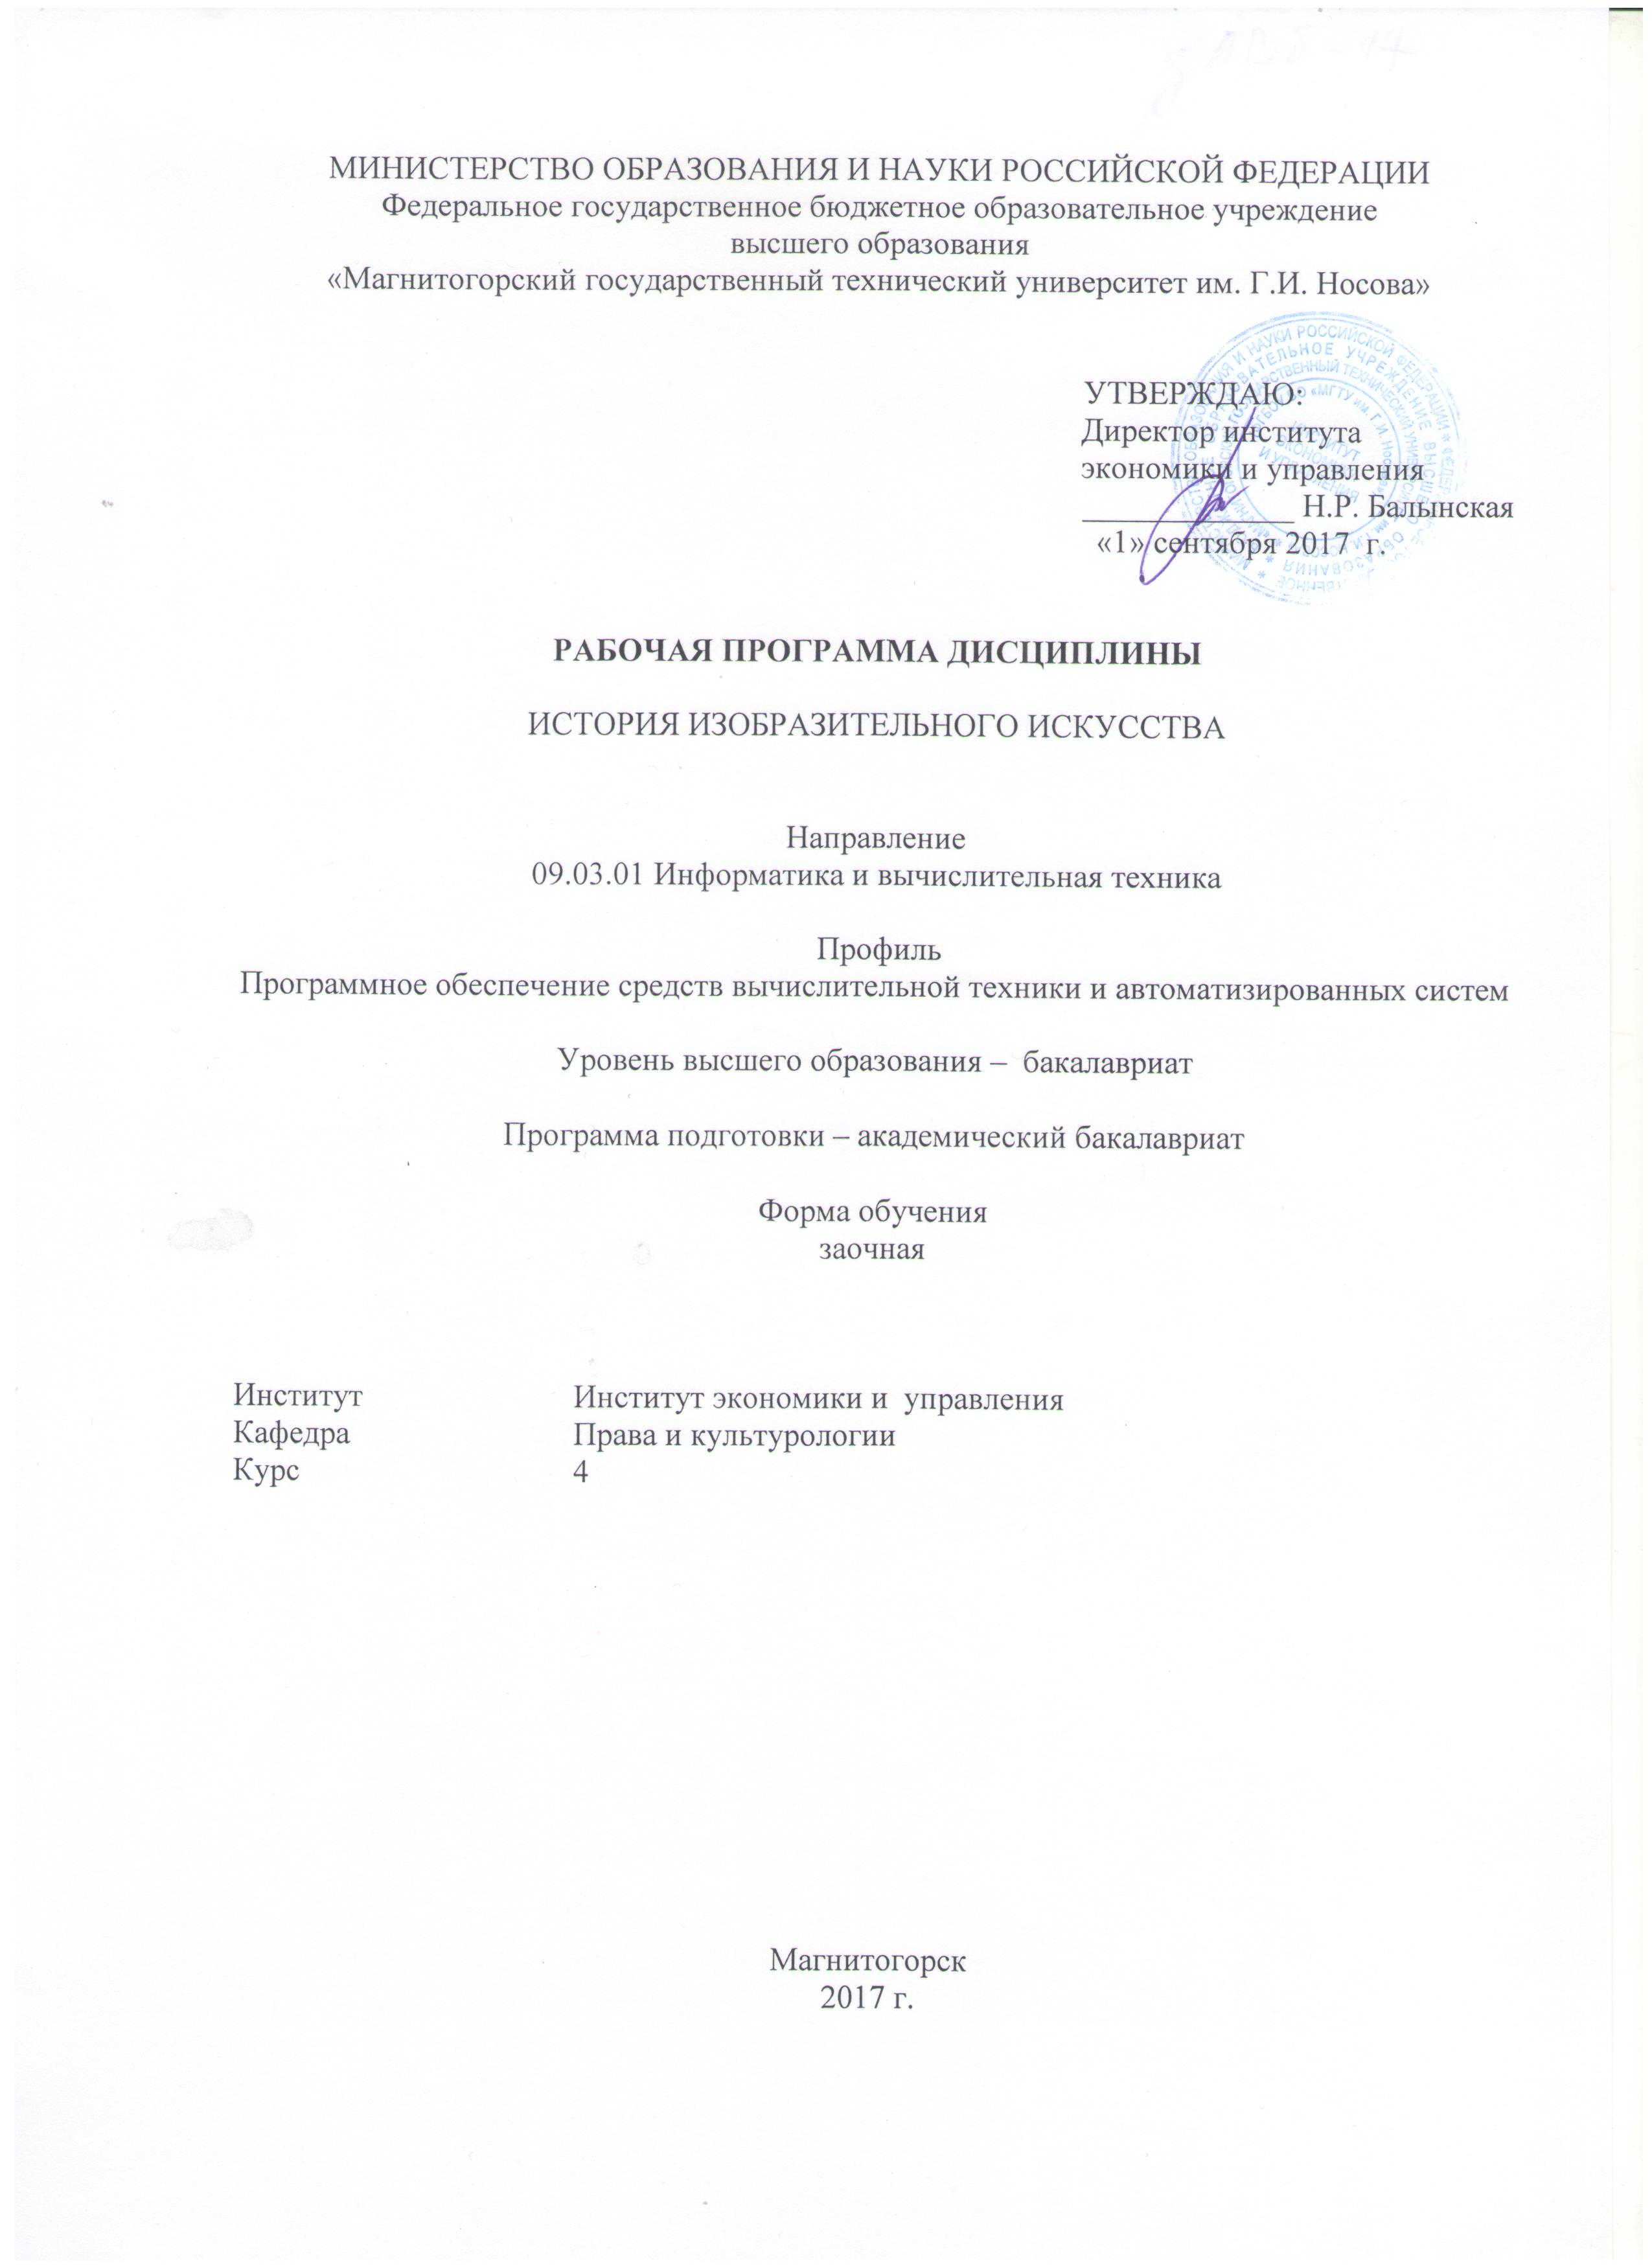 МИНИСТЕРСТВО ОБРАЗОВАНИЯ И НАУКИ РОССИЙСКОЙ ФЕДЕРАЦИИ
Федеральное государственное бюджетное образовательное учреждение
высшего образования
«Магнитогорский государственный технический университет им. Г.И. Носова»
УТВЕРЖДАЮ:
Директор института
экономики и управления
_____________ Н.Р. Балынская
«1» сентября 2017 г.
РАБОЧАЯ ПРОГРАММА ДИСЦИПЛИНЫ
ИСТОРИЯ ИЗОБРАЗИТЕЛЬНОГО ИСКУССТВА
Направление
09.03.01 Информатика и вычислительная техника
Профиль
Программное обеспечение средств вычислительной техники и автоматизированных систем
Уровень высшего образования – бакалавриат
Программа подготовки – академический бакалавриат
Форма обучения
заочная
Институт Институт экономики и управления
Кафедра Права и культурологии
Курс 4
Магнитогорск
2017 г.